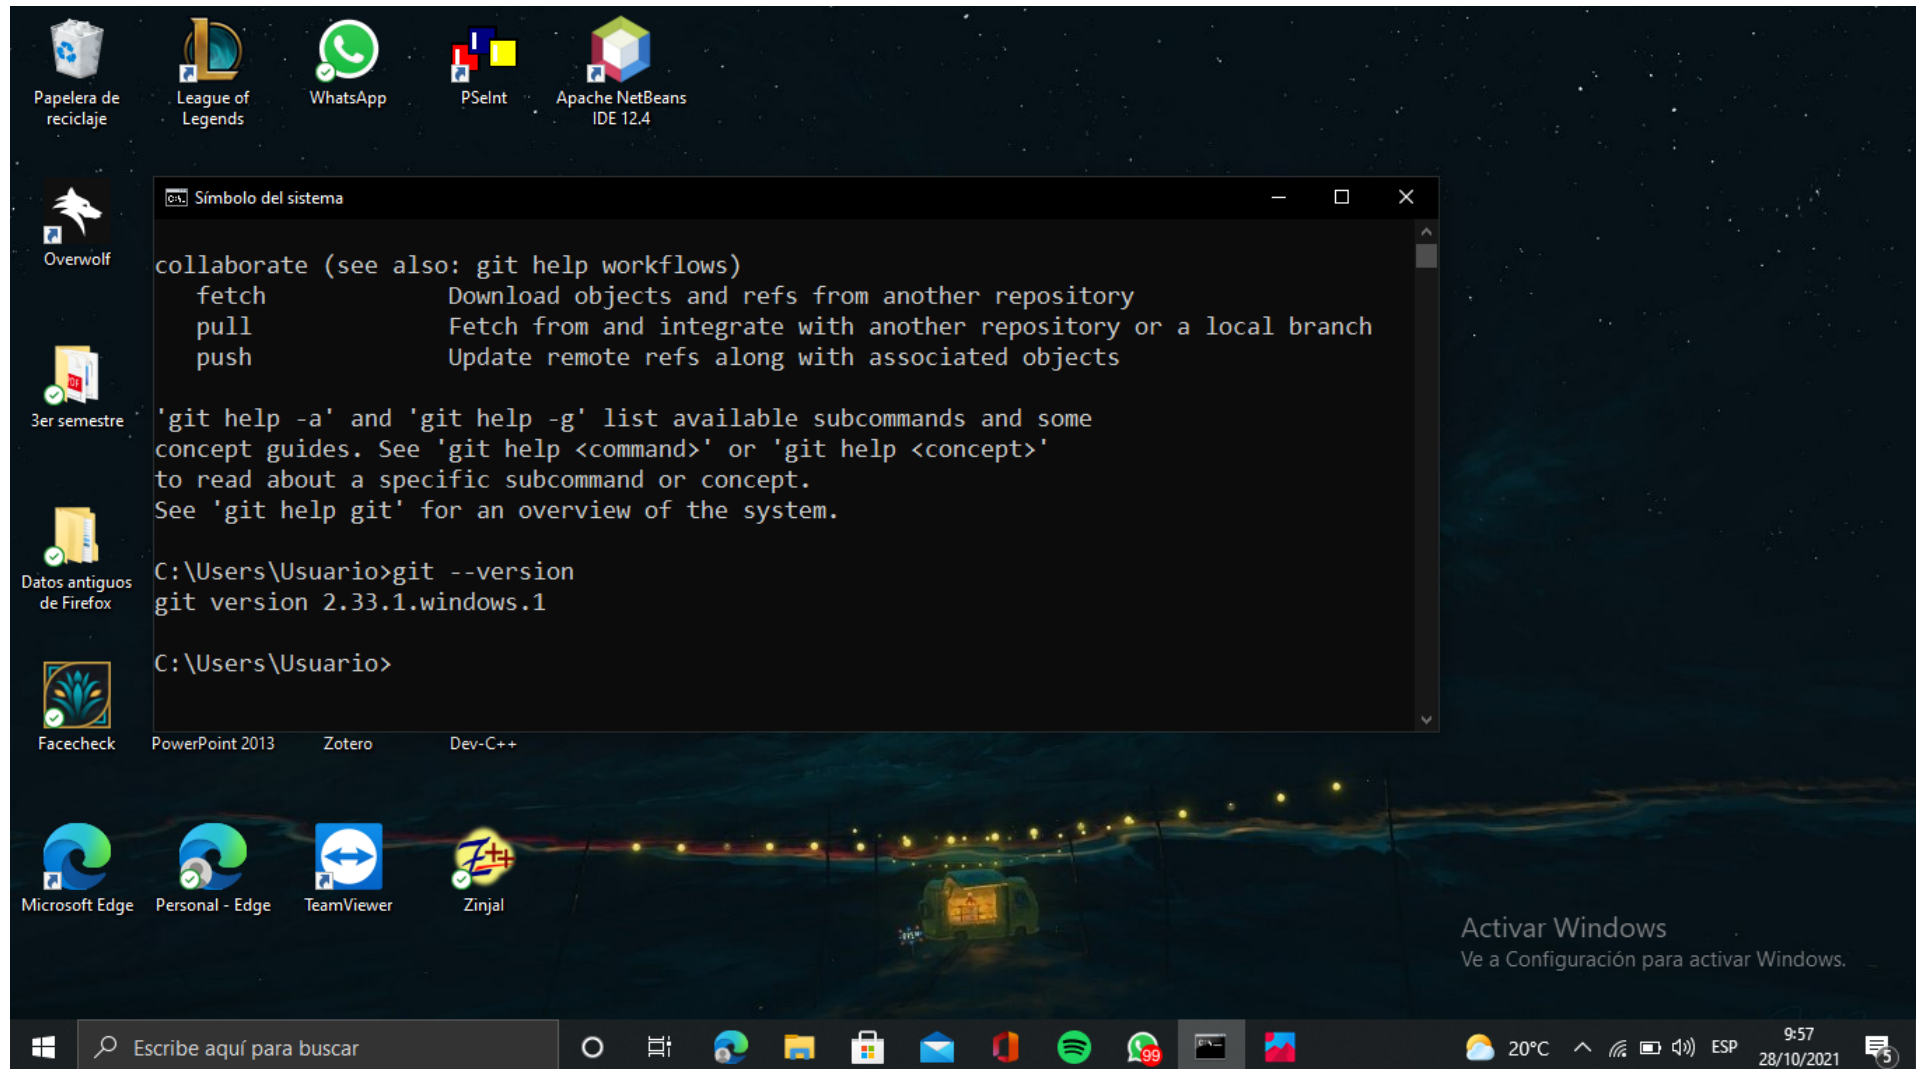 Papelera de
reciclaje
League of
Legends
WhatsApp
PSeInt
Apache NetBeans
IDE 12.4
Overwolf
3er semestre
Datos antiguos
de Firefox
Facecheck
Símbolo del sistema
collaborate (see also: git help workflows)
   fetch             Download objects and refs from another repository
   pull              Fetch from and integrate with another repository or a local branch
   push              Update remote refs along with associated objects
'git help -a' and 'git help -g' list available subcommands and some
concept guides. See 'git help <command>' or 'git help <concept>'
to read about a specific subcommand or concept.
See 'git help git' for an overview of the system.
C:\Users\Usuario>git --version
git version 2.33.1.windows.1
C:\Users\Usuario>
PowerPoint 2013
Zotero
Dev-C++
Microsoft Edge
Personal - Edge
TeamViewer
Zinjal
Activar Windows
Ve a Configuración para activar Windows.
Escribe aquí para buscar
99
20°C
ESP
9:57
28/10/2021
5